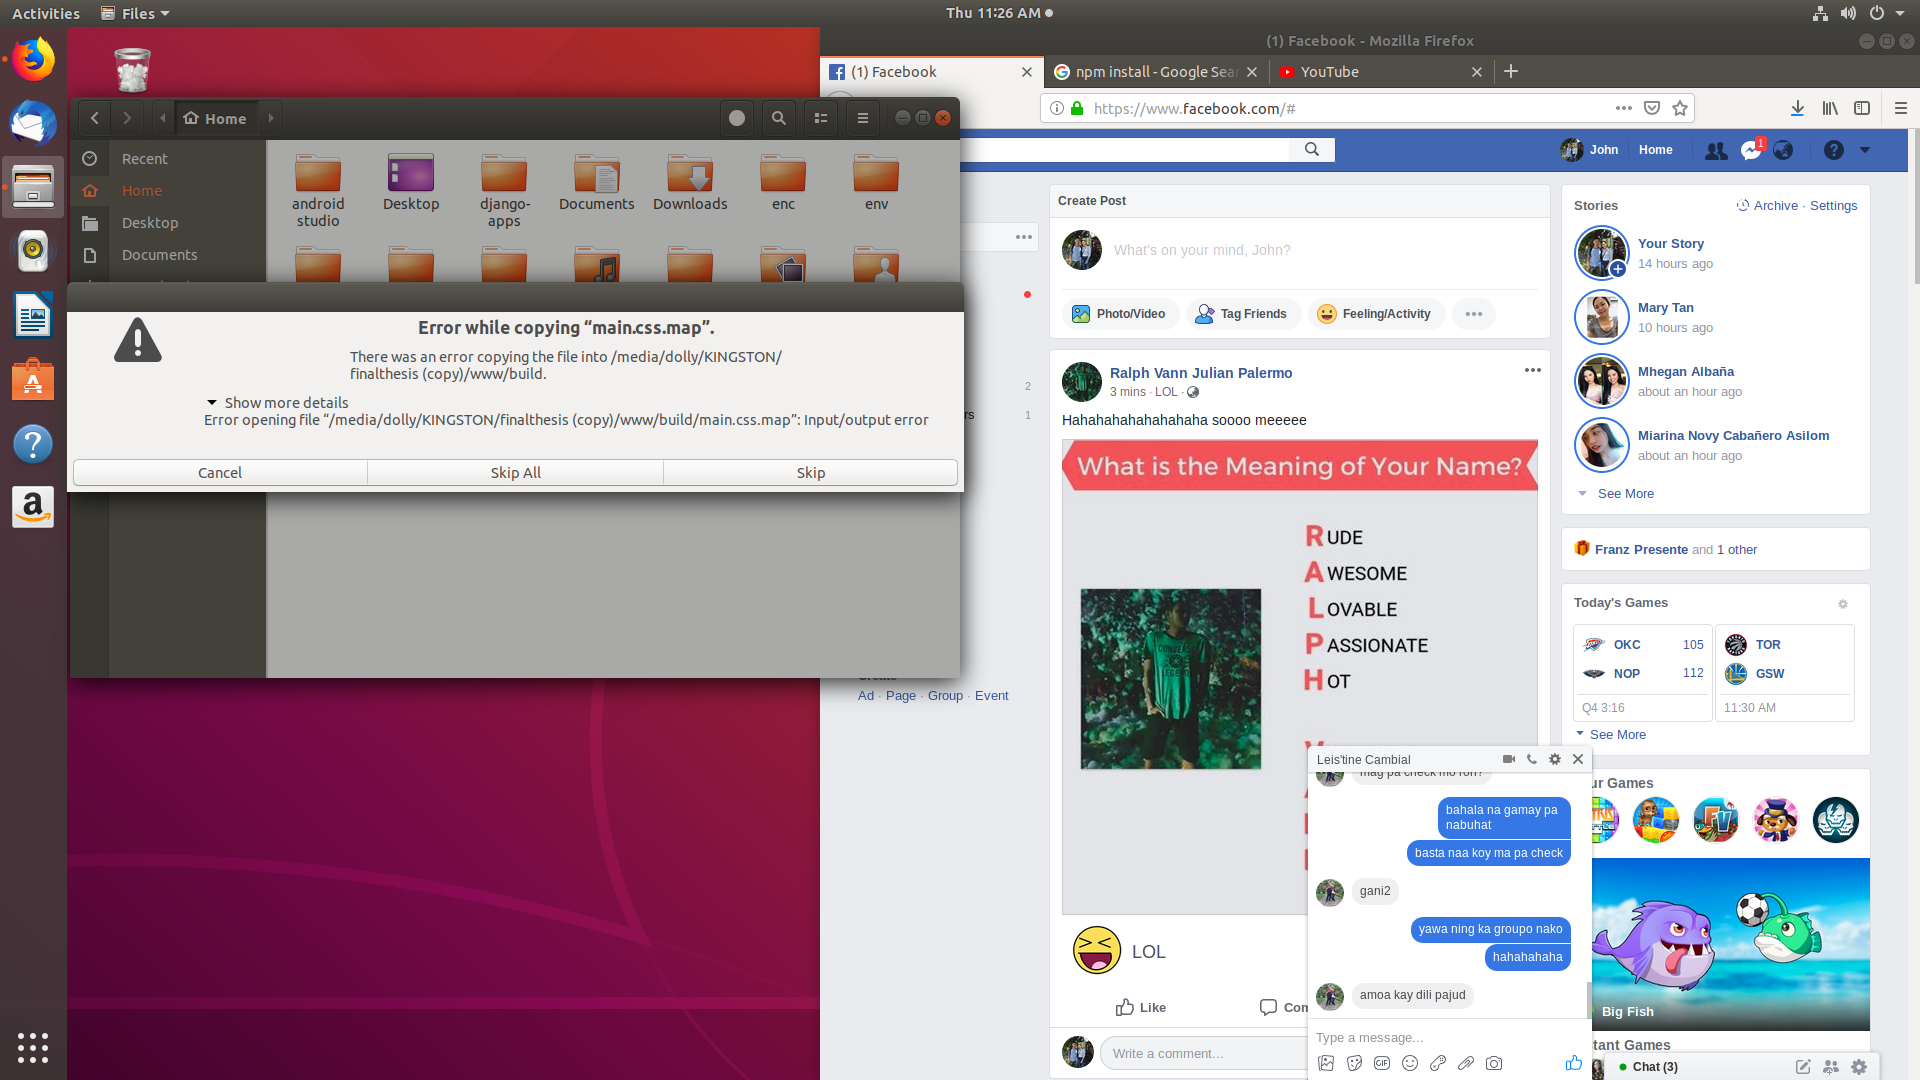 Activities
Files
Thu 11:26 AM
(1) Facebook - Mozilla Firefox
(1) Facebook
npm install - Google Sear
YouTube
https://www.facebook.com/#
Home
Recent
Home
Desktop
Documents
android
studio
Desktop
django-
apps
Documents
Downloads
enc
env
Error while copying “main.css.map”.
There was an error copying the file into /media/dolly/KINGSTON/
finalthesis (copy)/www/build.
Show more details
Error opening file “/media/dolly/KINGSTON/finalthesis (copy)/www/build/main.css.map”: Input/output error
Cancel
Skip All
Skip
John
Home
1
2
rs
1
Create
Ad · Page · Group · Event
Create Post
What's on your mind, John?
Photo/Video
Tag Friends
Feeling/Activity
Ralph Vann Julian Palermo
3 mins · LOL ·
Hahahahahahahahaha soooo meeeee
What is the Meaning of Your Name?
RUDE
AWESOME
LOVABLE
PASSIONATE
HOT
CONVERSE
LOL
Like
Com
Write a comment...
Stories
Archive · Settings
Your Story
14 hours ago
Mary Tan
10 hours ago
Mhegan Albaña
about an hour ago
Miarina Novy Cabañero Asilom
about an hour ago
See More
Franz Presente and 1 other
Today's Games
OKC 105
NOP 112
Q4 3:16
TOR
GSW
11:30 AM
See More
ur Games
FV
Big Fish
stant Games
Leis'tine Cambial
mag pa check mo ron?
bahala na gamay pa
nabuhat
basta naa koy ma pa check
gani2
yawa ning ka groupo nako
hahahahaha
amoa kay dili pajud
Type a message...
GIF
Chat (3)